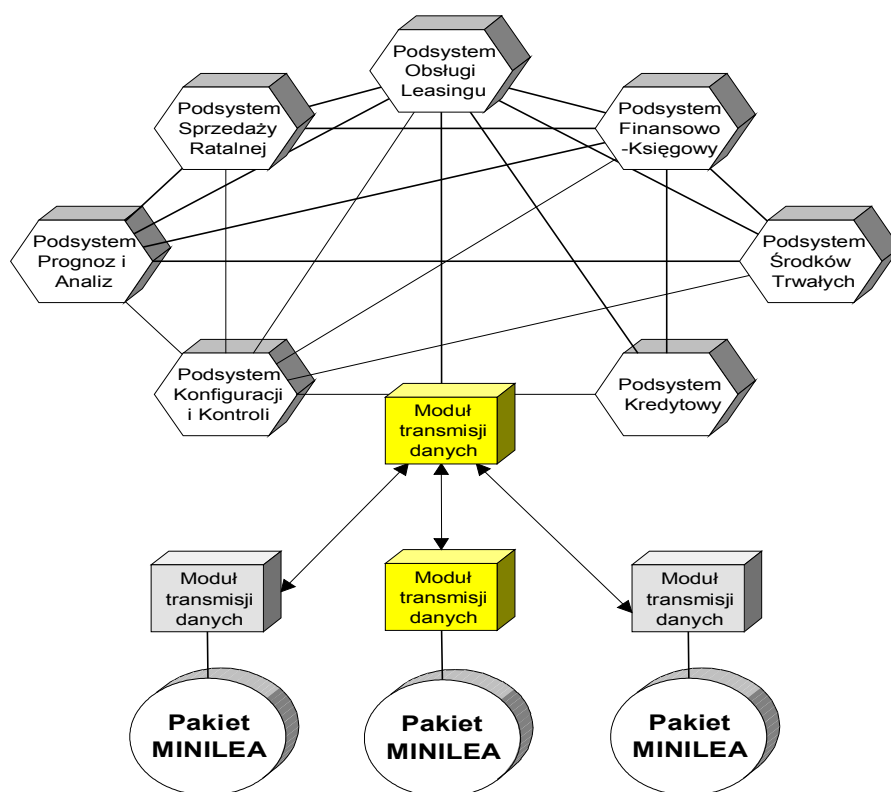 Podsystem
Obsługi
Leasingu
Podsystem
Sprzedaży
Ratalnej
Podsystem
Finansowo
-Księgowy
Podsystem
Prognoz i
Analiz
Podsystem
Środków
Trwałych
Podsystem
Konfiguracji
i Kontroli
Podsystem
Kredytowy
Moduł
transmisji
danych
Moduł
transmisji
danych
Moduł
transmisji
danych
Moduł
transmisji
danych
Pakiet
MINILEA
Pakiet
MINILEA
Pakiet
MINILEA